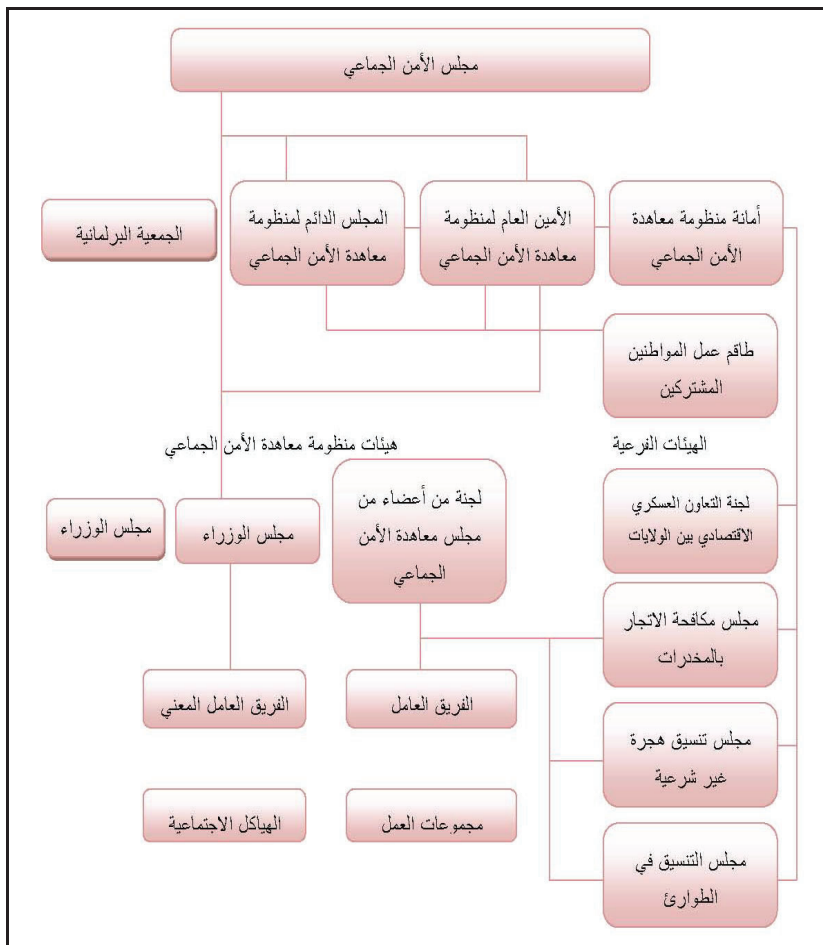 مجلس الأمن الجماعي
أمانة منظومة معاهدة
الأمن الجماعي
الأمين العام لمنظومة
معاهدة الأمن الجماعي
المجلس الدائم لمنظومة
معاهدة الأمن الجماعي
الجمعية البرلمانية
طاقم عمل المواطنين
المشتركين
الهيئات الفرعية
هيئات منظومة معاهدة الأمن الجماعي
لجنة التعاون العسكري
الاقتصادي بين الولايات
لجنة من أعضاء من
مجلس معاهدة الأمن
الجماعي
مجلس الوزراء
مجلس الوزراء
مجلس مكافحة الاتجار
بالمخدرات
الفريق العامل
الفريق العامل المعني
مجلس تنسيق هجرة
غير شرعية
مجموعات العمل
الهياكل الاجتماعية
مجلس التنسيق في
الطوارئ